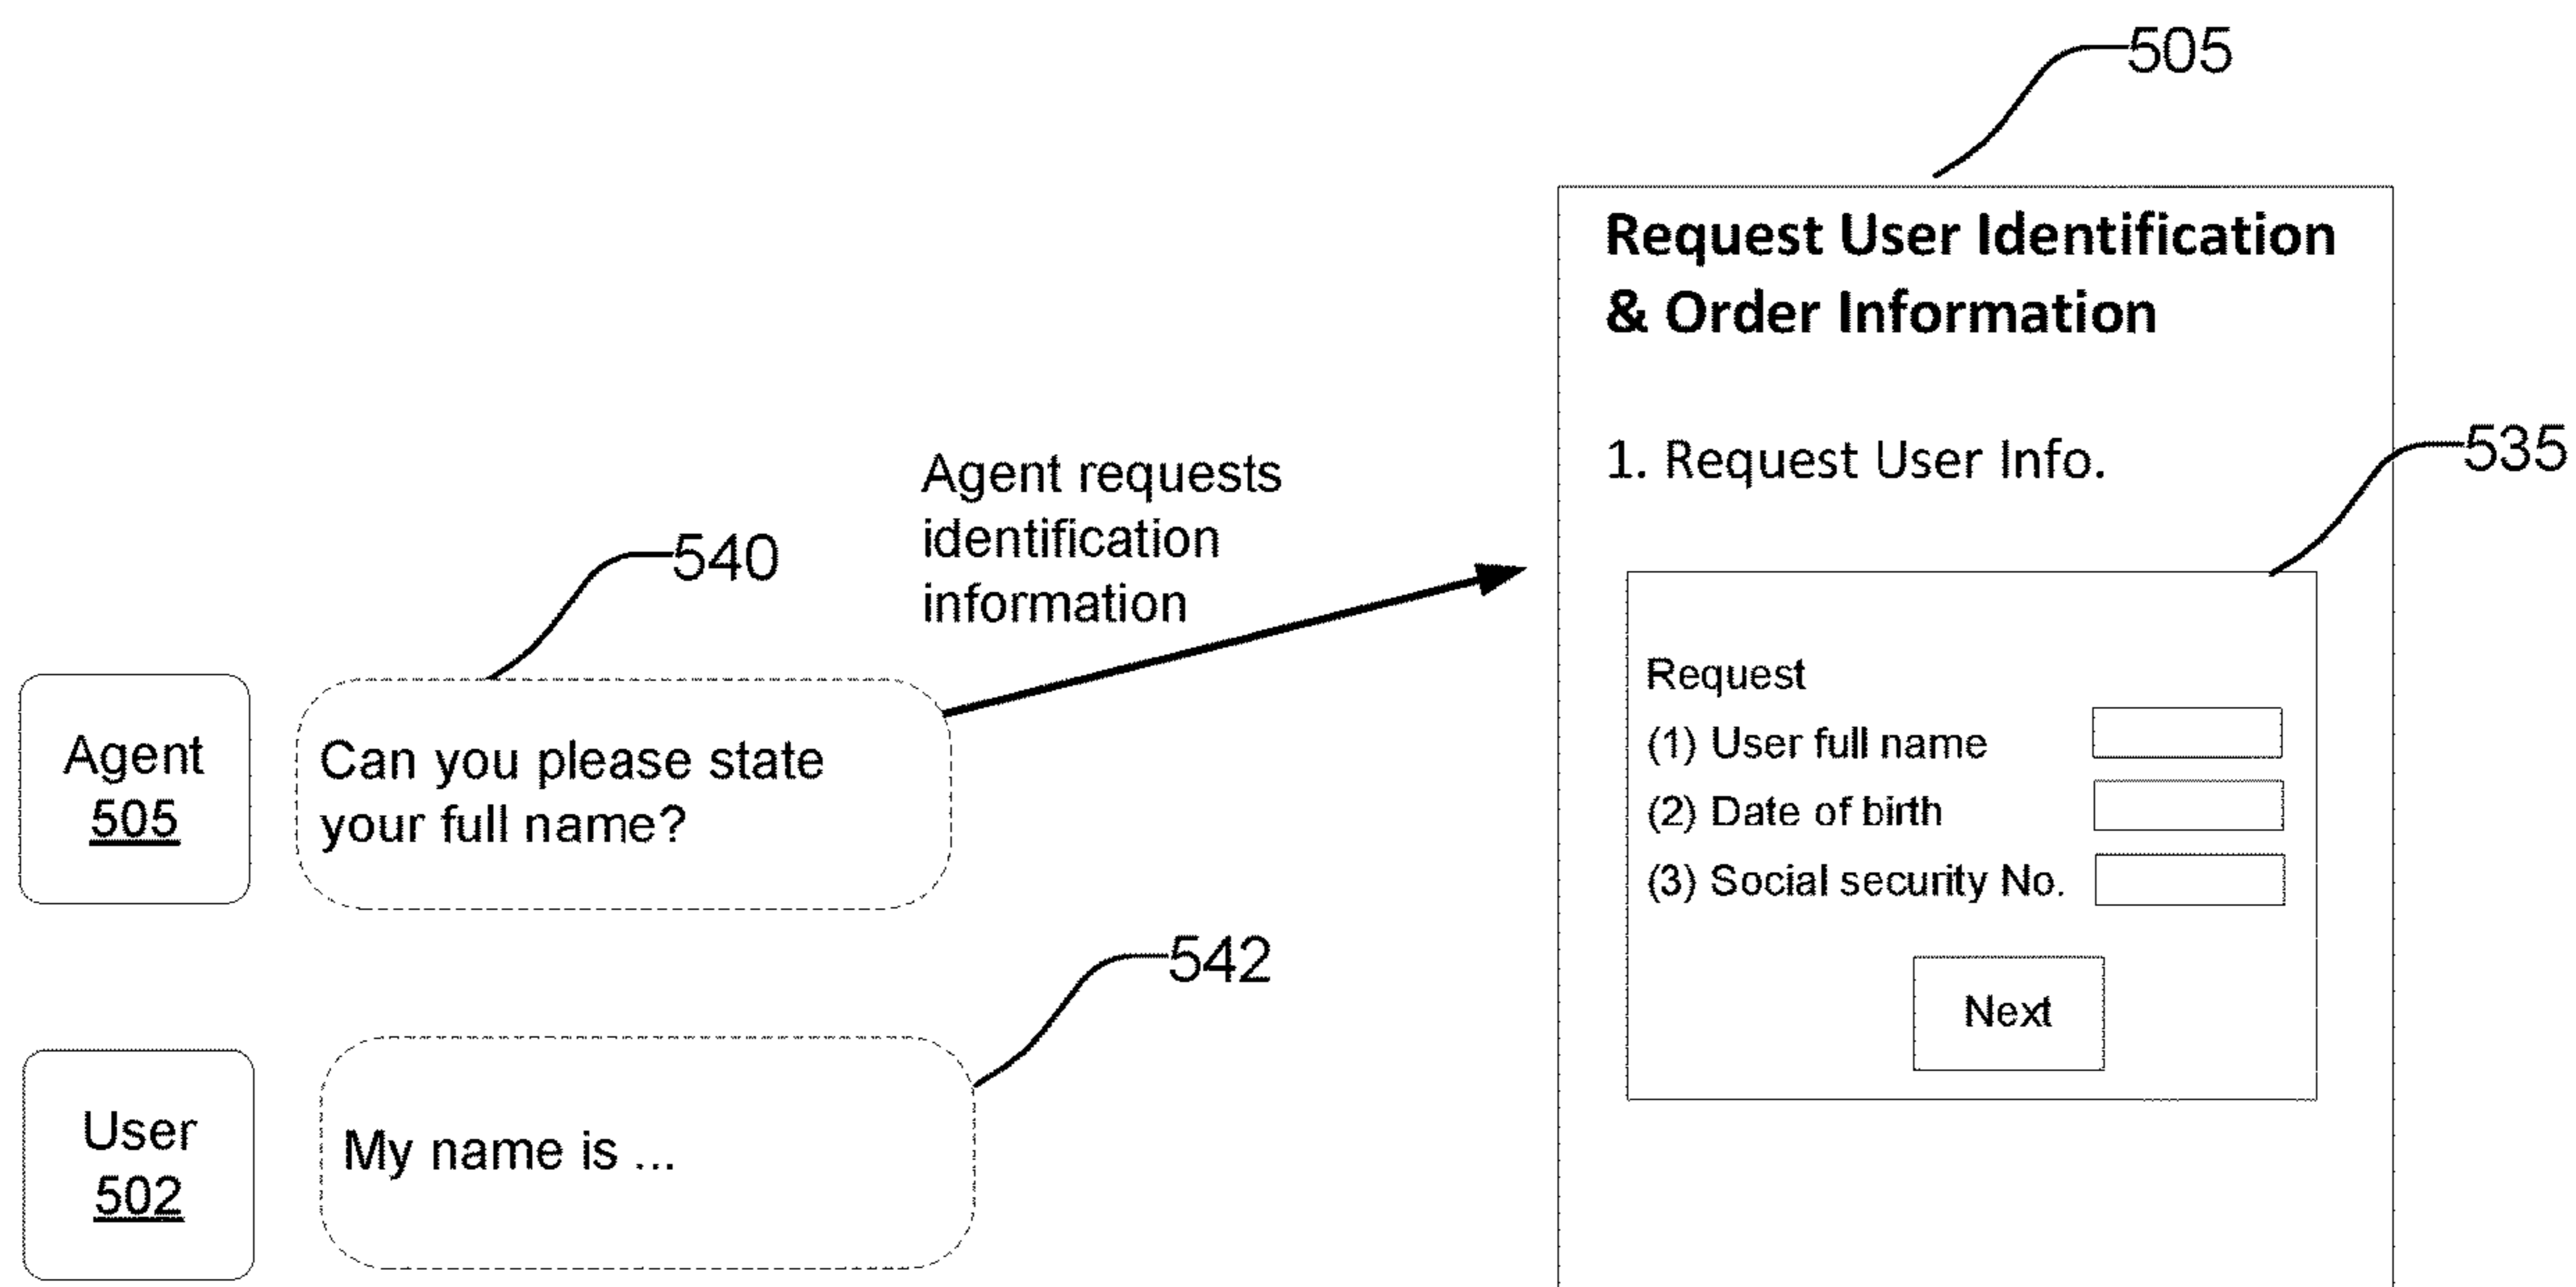 505
Request User Identification
& Order Information
1. Request User Info.
535
Agent requests
identification
information
540
Agent
505
Can you please state
your full name?
Request
(1) User full name
(2) Date of birth
(3) Social security No.
Next
542
User
502
My name is ...